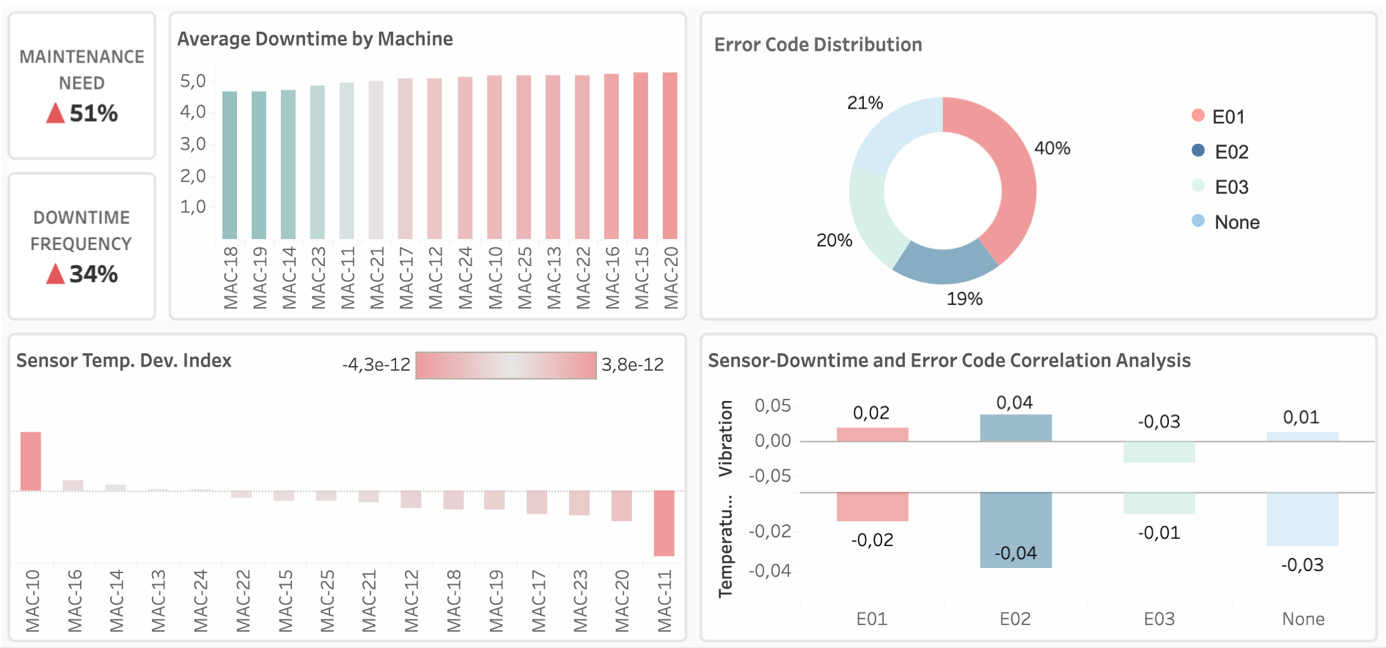 MAINTENANCE
NEED
▲ 51%
DOWNTIME
FREQUENCY
▲ 34%
Average Downtime by Machine
5,0
4,0
3,0
2,0
1,0
MAC-18
MAC-19
MAC-14
MAC-23
MAC-11
MAC-21
MAC-17
MAC-12
MAC-24
MAC-10
MAC-25
MAC-13
MAC-22
MAC-16
MAC-15
MAC-20
Error Code Distribution
21%
40%
20%
19%
E01
E02
E03
None
Sensor Temp. Dev. Index
-4,3e-12
3,8e-12
MAC-10
MAC-16
MAC-14
MAC-13
MAC-24
MAC-22
MAC-15
MAC-25
MAC-21
MAC-12
MAC-18
MAC-19
MAC-17
MAC-23
MAC-20
MAC-11
Sensor-Downtime and Error Code Correlation Analysis
Vibration
0,05
0,00
-0,05
0,02
0,04
-0,03
0,01
Temperatu...
-0,02
-0,04
-0,02
-0,04
-0,01
-0,03
E01
E02
E03
None